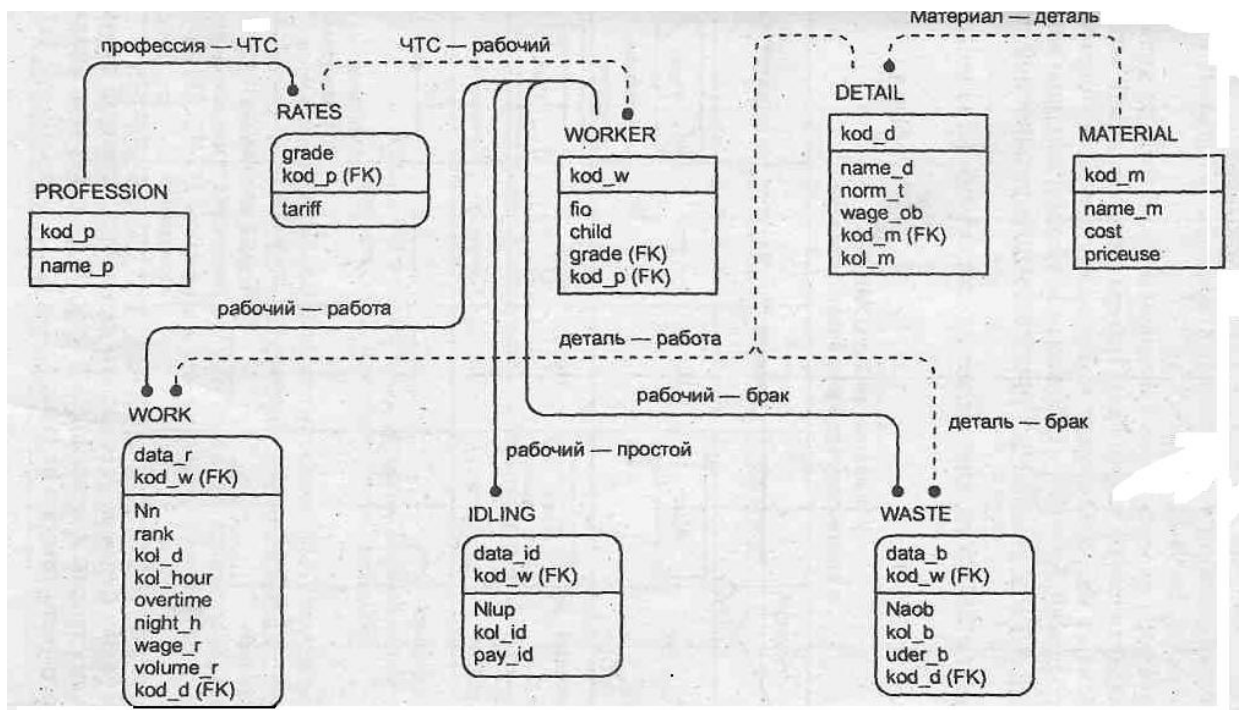 Материал — деталь
профессия — ЧТС
ЧТС — рабочий
RATES
grade
kod_p (FK)
tariff
WORKER
kod_w
fio
child
grade (FK)
kod_p (FK)
DETAIL
kod_d
name_d
norm_t
wage_ob
kod_m (FK)
kol_m
MATERIAL
kod_m
name_m
cost
priceuse
PROFESSION
kod_p
name_p
рабочий — работа
деталь — работа
рабочий — брак
деталь — брак
рабочий — простой
WORK
data_r
kod_w (FK)
Nn
rank
kol_d
kol_hour
overtime
night_h
wage_r
volume_r
kod_d (FK)
IDLING
data_id
kod_w (FK)
Nlup
kol_id
pay_id
WASTE
data_b
kod_w (FK)
Naob
kol_b
uder_b
kod_d (FK)